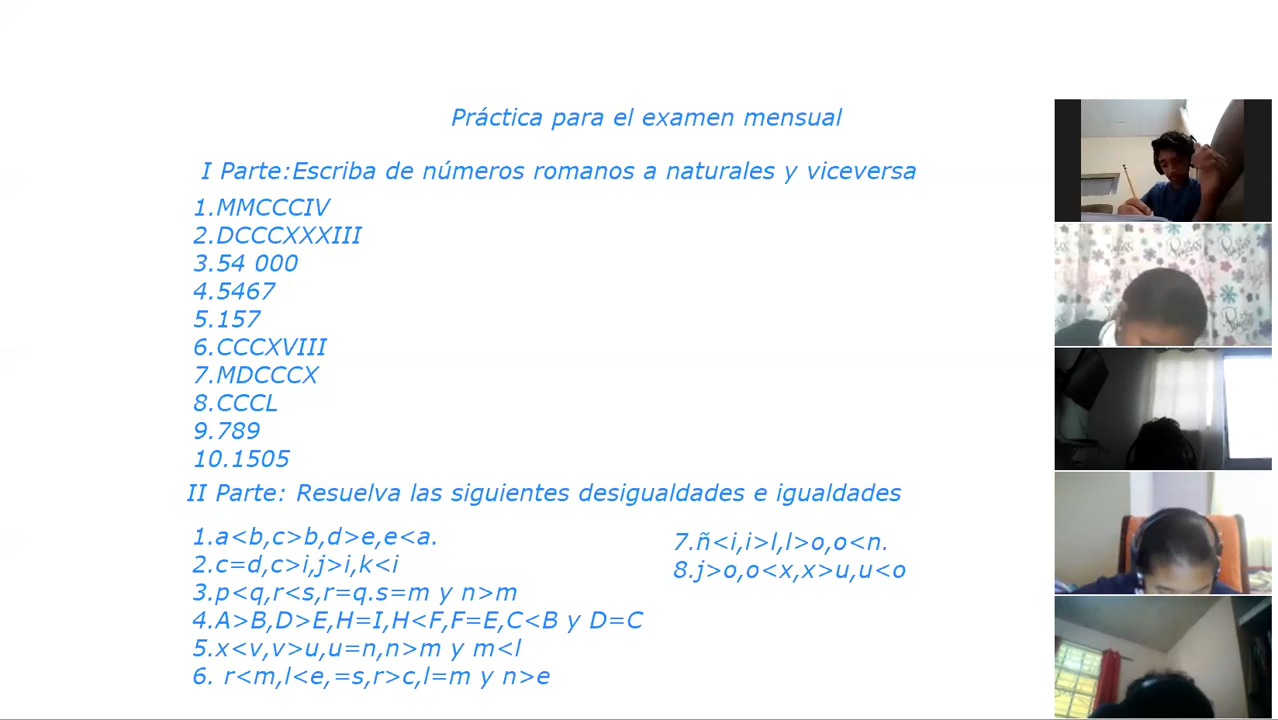 Práctica para el examen mensual
I Parte:Escriba de números romanos a naturales y viceversa
1.MMCCCIV
2.DCCCXXXIII
3.54 000
4.5467
5.157
6.CCCXVIII
7.MDCCCX
8.CCCL
9.789
10.1505
II Parte: Resuelva las siguientes desigualdades e igualdades
1.a<b,c>b,d>e,e<a.
2.c=d,c>i,j>i,k<i
3.p<q,r<s,r=q.s=m y n>m
4.A>B,D>E,H=I,H<F,F=E,C<B y D=C
5.x<v,v>u,u=n,n>m y m<l
6. r<m,l<e,=s,r>c,l=m y n>e
7.ñ<i,i>l,l>o,o<n.
8.j>o,o<x,x>u,u<o